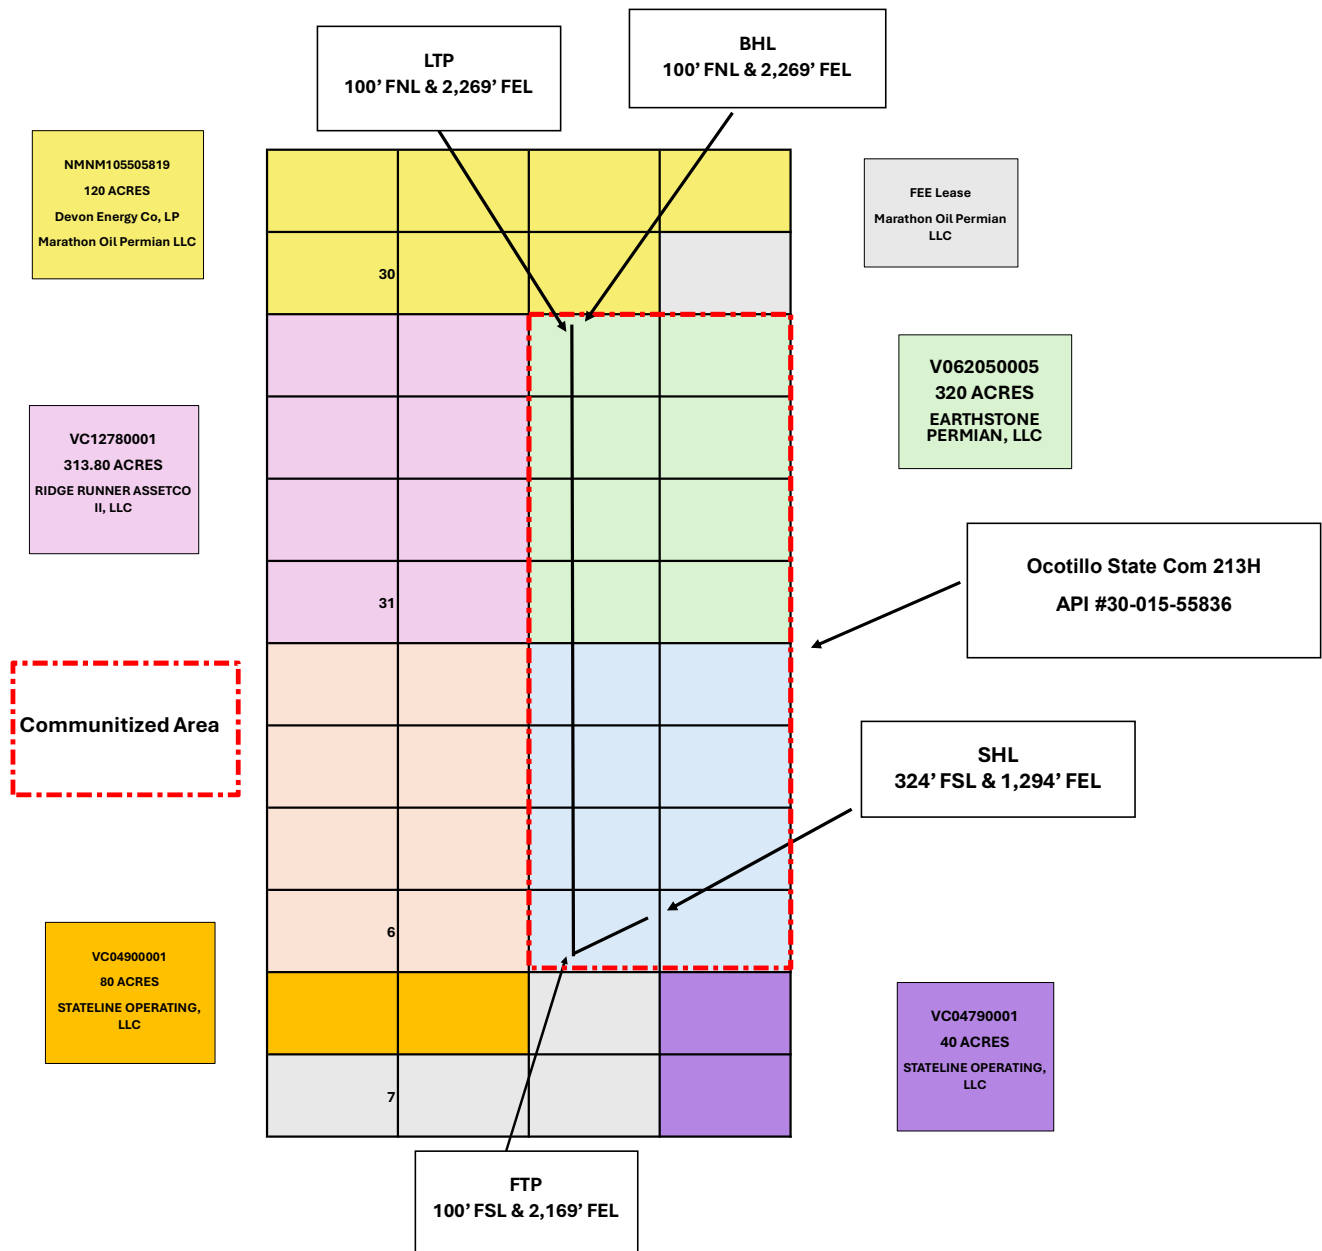 LTP
100’ FNL & 2,269’ FEL
BHL
100’ FNL & 2,269’ FEL
NMNM105505819
120 ACRES
Devon Energy Co, LP
Marathon Oil Permian LLC
FEE Lease
Marathon Oil Permian
LLC
30
V062050005
320 ACRES
EARTHSTONE
PERMIAN, LLC
VC12780001
313.80 ACRES
RIDGE RUNNER ASSETCO
II, LLC
Ocotillo State Com 213H
API #30-015-55836
31
Communitized Area
SHL
324’ FSL & 1,294’ FEL
6
VC04900001
80 ACRES
STATELINE OPERATING,
LLC
VC04790001
40 ACRES
STATELINE OPERATING,
LLC
7
FTP
100’ FSL & 2,169’ FEL